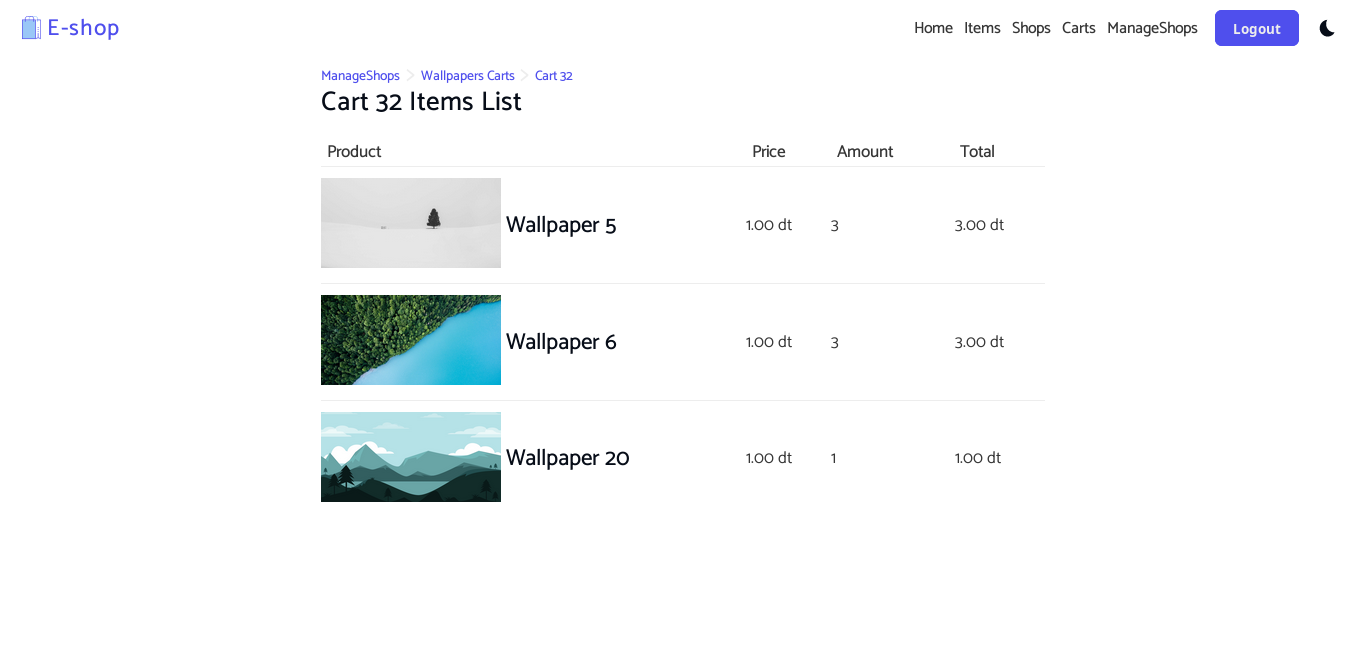 E-shop Home Items Shops Carts ManageShops Logout
ManageShops > Wallpapers Carts > Cart 32
Cart 32 Items List
Product Price Amount Total
Wallpaper 5 1.00 dt 3 3.00 dt
Wallpaper 6 1.00 dt 3 3.00 dt
Wallpaper 20 1.00 dt 1 1.00 dt